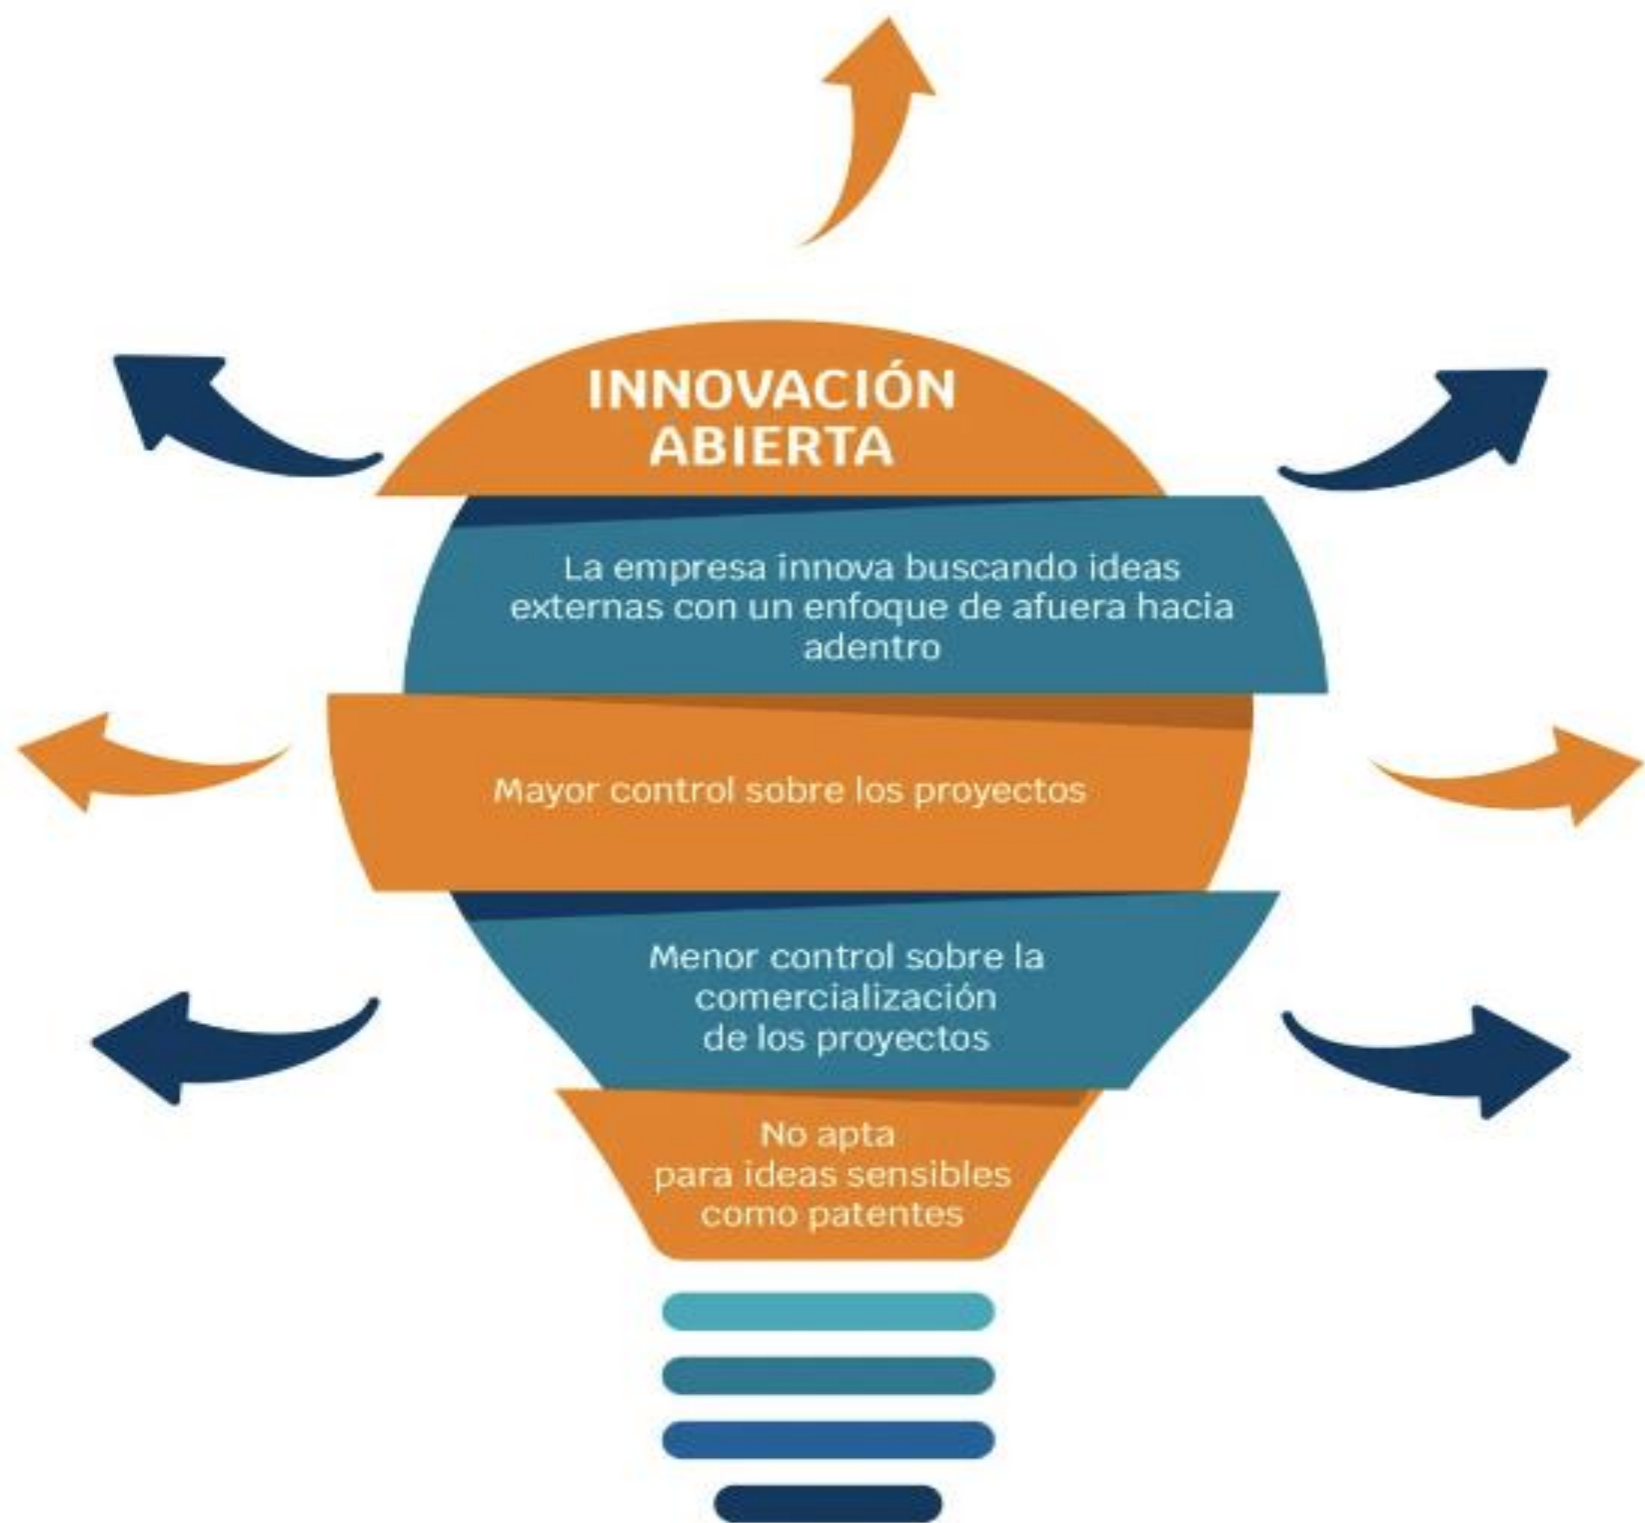 INNOVACIÓN
ABIERTA
La empresa innova buscando ideas
externas con un enfoque de afuera hacia
adentro
Mayor control sobre los proyectos
Menor control sobre la
comercialización
de los proyectos
No apta
para ideas sensibles
como patentes